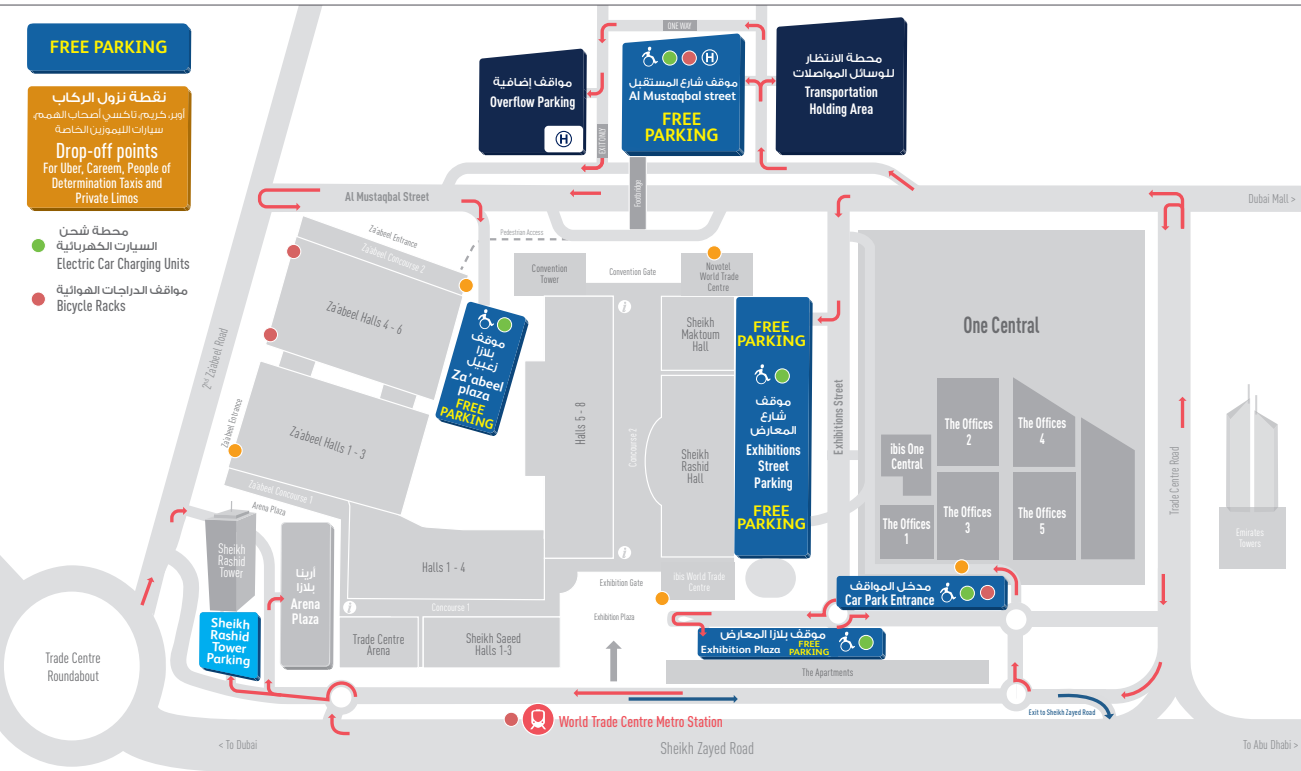 FREE PARKING
نقطة نزول الركاب
أوبر، كريم، تاكسي أصحاب الهمم،
سيارات الليموزين الخاصة
Drop-off points
For Uber, Careem, People of
Determination Taxis and
Private Limos
محطة شحن
السيارت الكهربائية
Electric Car Charging Units
مواقف الدراجات الهوائية
Bicycle Racks
ONE WAY
مواقف إضافية
Overflow Parking
H
EXIT ONLY
H
موقف شارع المستقبل
Al Mustaqbal street
FREE
PARKING
محطة الانتظار
للوسائل المواصلات
Transportation
Holding Area
Footbridge
Al Mustaqbal Street
Dubai Mall >
Pedestrian Access
Za'abeel Entrance
Za'abeel Concourse 2
Za'abeel Halls 4 - 6
2nd Za'abeel Road
موقف
بلازا
زعبيل
Za'abeel
plaza
FREE
PARKING
Convention
Tower
Convention Gate
Novotel
World Trade
Centre
i
Sheikh
Maktoum
Hall
FREE
PARKING
موقف
شارع
المعارض
Exhibitions
Street
Parking
FREE
PARKING
Exhibitions Street
One Central
The Offices
2
The Offices
4
ibis One
Central
The Offices
1
The Offices
3
The Offices
5
Trade Centre Road
Emirates
Towers
Za'abeel Entrance
Za'abeel Halls 1 - 3
Za'abeel Concourse 1
Arena Plaza
Halls 5 - 8
Concourse 2
Sheikh
Rashid
Hall
Sheikh
Rashid
Tower
أرينا
بلازا
Arena
Plaza
Halls 1 - 4
i
Exhibition Gate
ibis World Trade
Centre
i
Concourse 1
Exhibition Plaza
مدخل المواقف
Car Park Entrance
Sheikh
Rashid
Tower
Parking
Trade Centre
Arena
Sheikh Saeed
Halls 1-3
موقف بلازا المعارض
Exhibition Plaza
FREE
PARKING
The Apartments
Trade Centre
Roundabout
Exit to Sheikh Zayed Road
World Trade Centre Metro Station
< To Dubai
Sheikh Zayed Road
To Abu Dhabi >